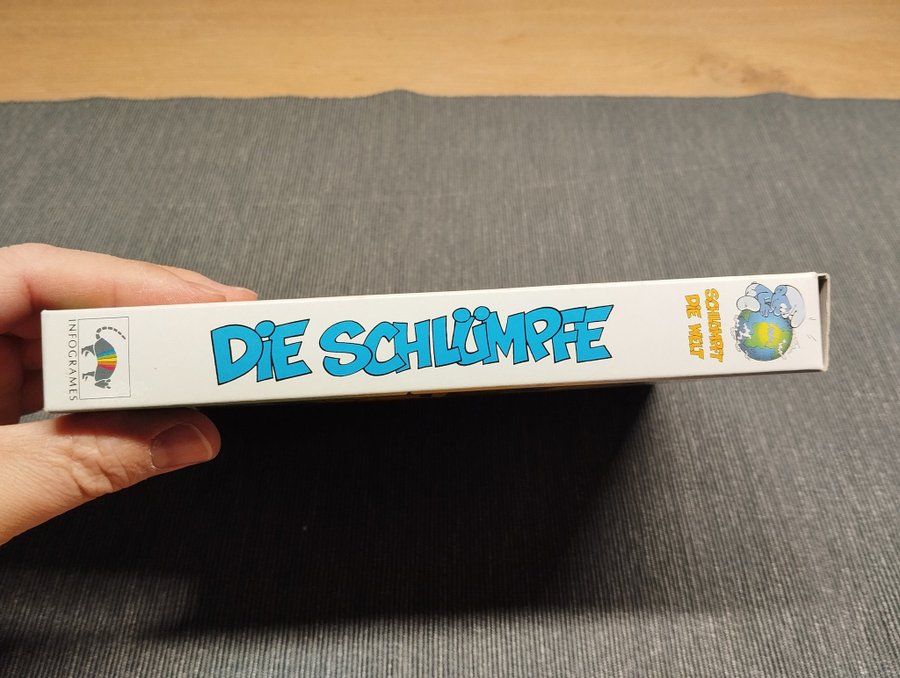 INFOGRAMES
DIE SCHLÜMPFE
SCHLUMPFT
DIE WELT